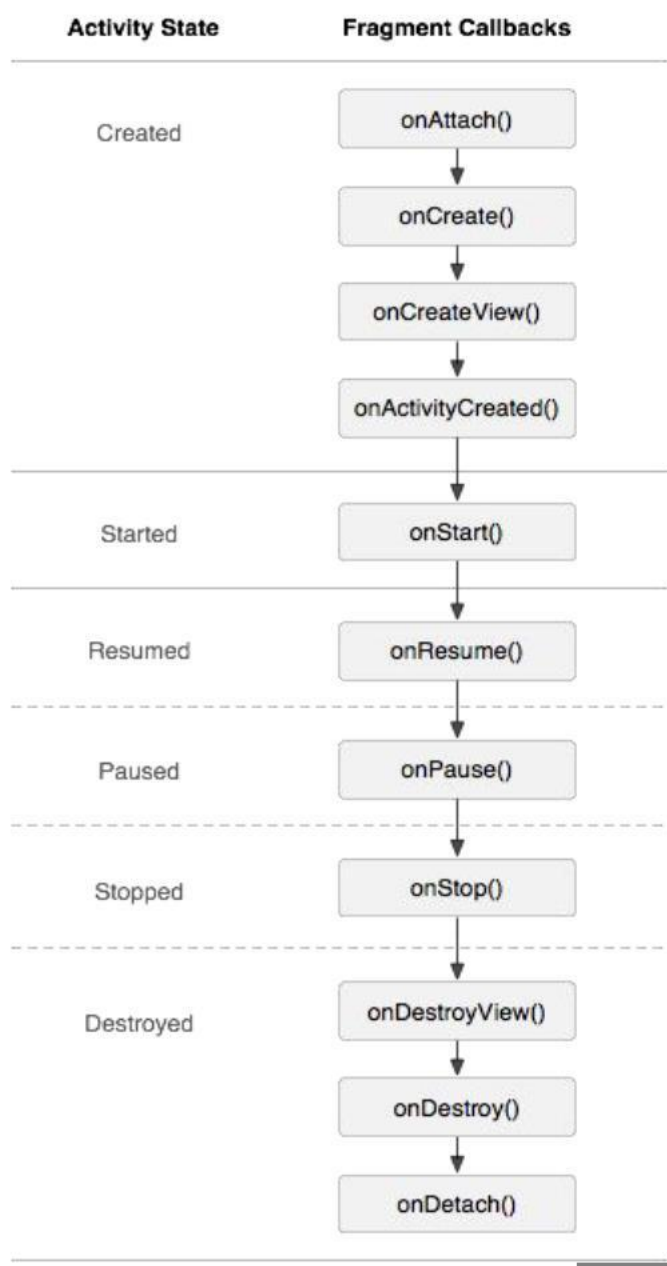 Activity State Fragment Callbacks
Created
onAttach()
onCreate()
onCreateView()
onActivityCreated()
Started onStart()
Resumed onResume()
Paused onPause()
Stopped onStop()
Destroyed
onDestroyView()
onDestroy()
onDetach()